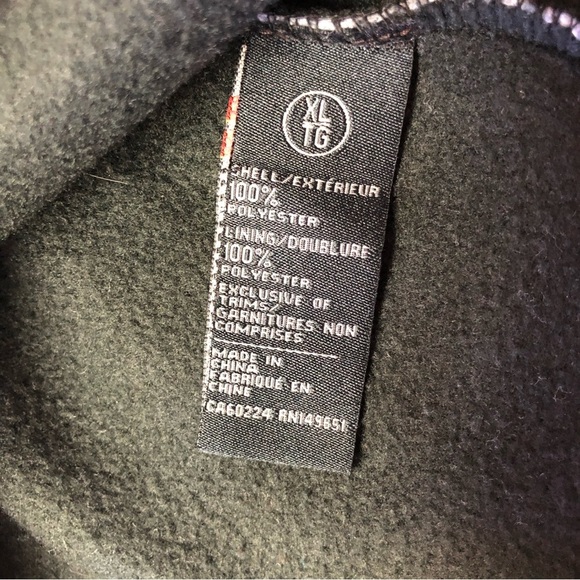 XL
TG
SHELL/EXTÉRIEUR
100%
POLYESTER
LINING/DOUBLURE
100%
POLYESTER
EXCLUSIVE OF
TRIMS/
GARNITURES NON
COMPRISES
MADE IN
CHINA
FABRIQUÉ EN
CHINE
CA60224 RN149651